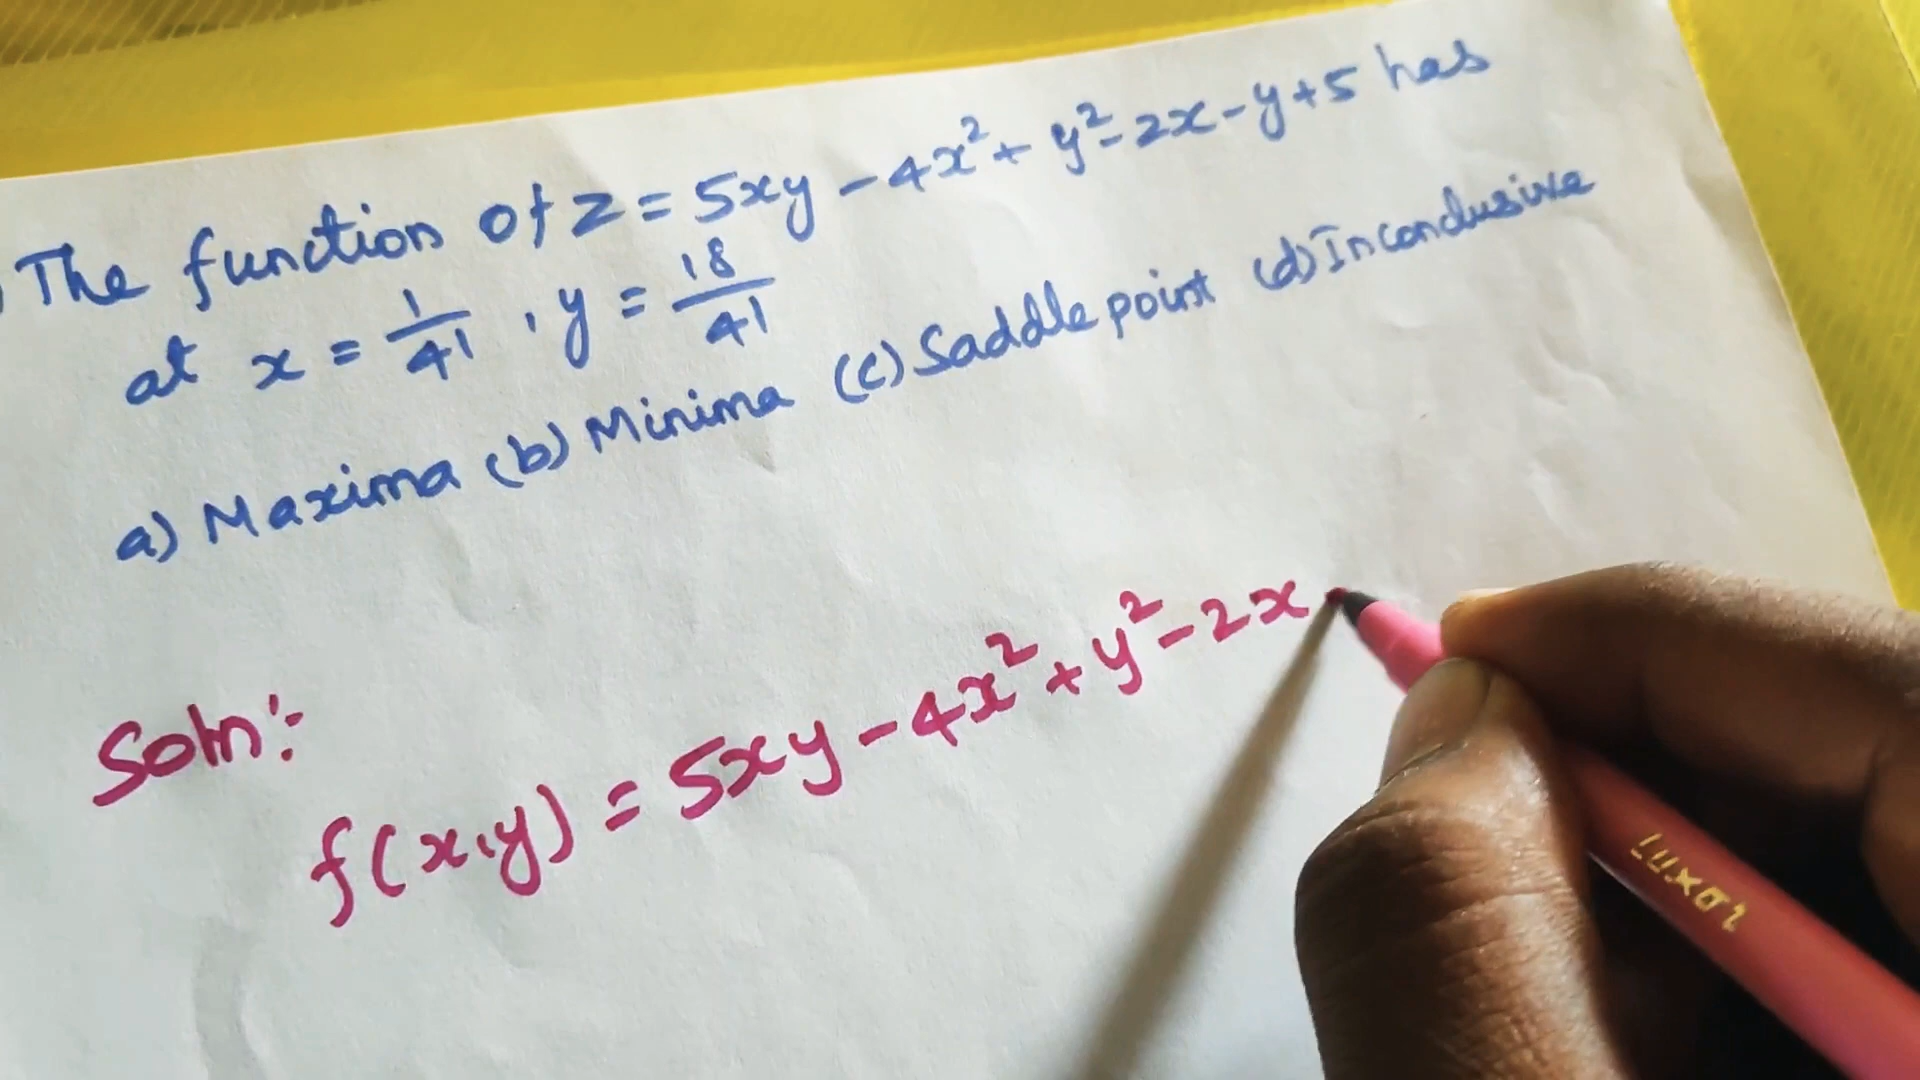 The function of z = 5xy - 4x² + y² - 2x - y + 5 has
at x = 1/41 , y = 18/41
a) Maxima (b) Minima (c) Saddle point (d) Inconclusive
Soln:-
f(x,y) = 5xy - 4x² + y² - 2x
Luxor